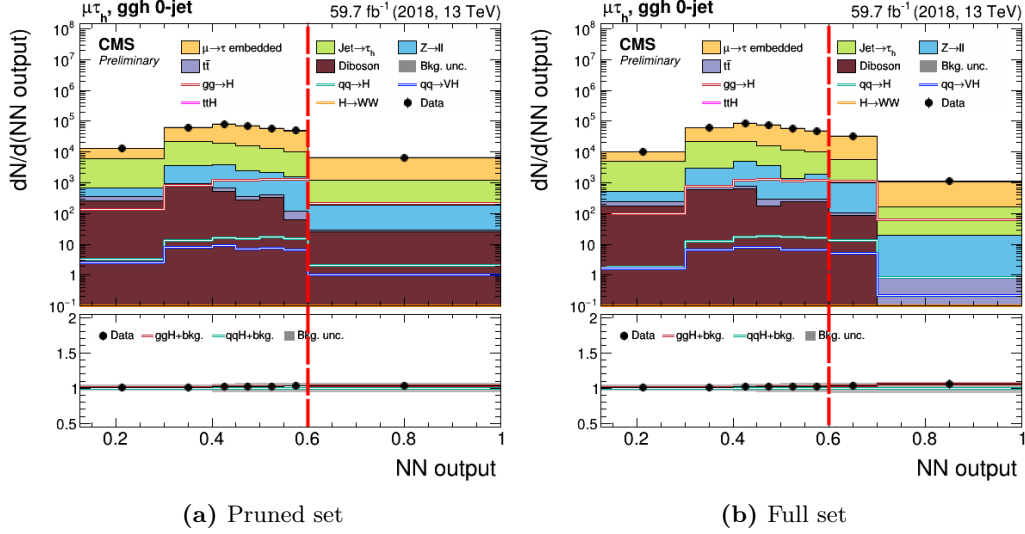 μτh, ggh 0-jet 59.7 fb⁻¹ (2018, 13 TeV)
CMS
Preliminary
μ→τ embedded Jet→τh Z→ll
tt̄ Diboson Bkg. unc.
gg→H qq→H qq→VH
ttH H→WW Data
dN/d(NN output)
10⁸
10⁷
10⁶
10⁵
10⁴
10³
10²
10
1
10⁻¹
2
1.5
1
0.5
Data ggH+bkg. qqH+bkg. Bkg. unc.
0.2 0.4 0.6 0.8 1
NN output
(a) Pruned set
μτh, ggh 0-jet 59.7 fb⁻¹ (2018, 13 TeV)
CMS
Preliminary
μ→τ embedded Jet→τh Z→ll
tt̄ Diboson Bkg. unc.
gg→H qq→H qq→VH
ttH H→WW Data
dN/d(NN output)
10⁸
10⁷
10⁶
10⁵
10⁴
10³
10²
10
1
10⁻¹
2
1.5
1
0.5
Data ggH+bkg. qqH+bkg. Bkg. unc.
0.2 0.4 0.6 0.8 1
NN output
(b) Full set